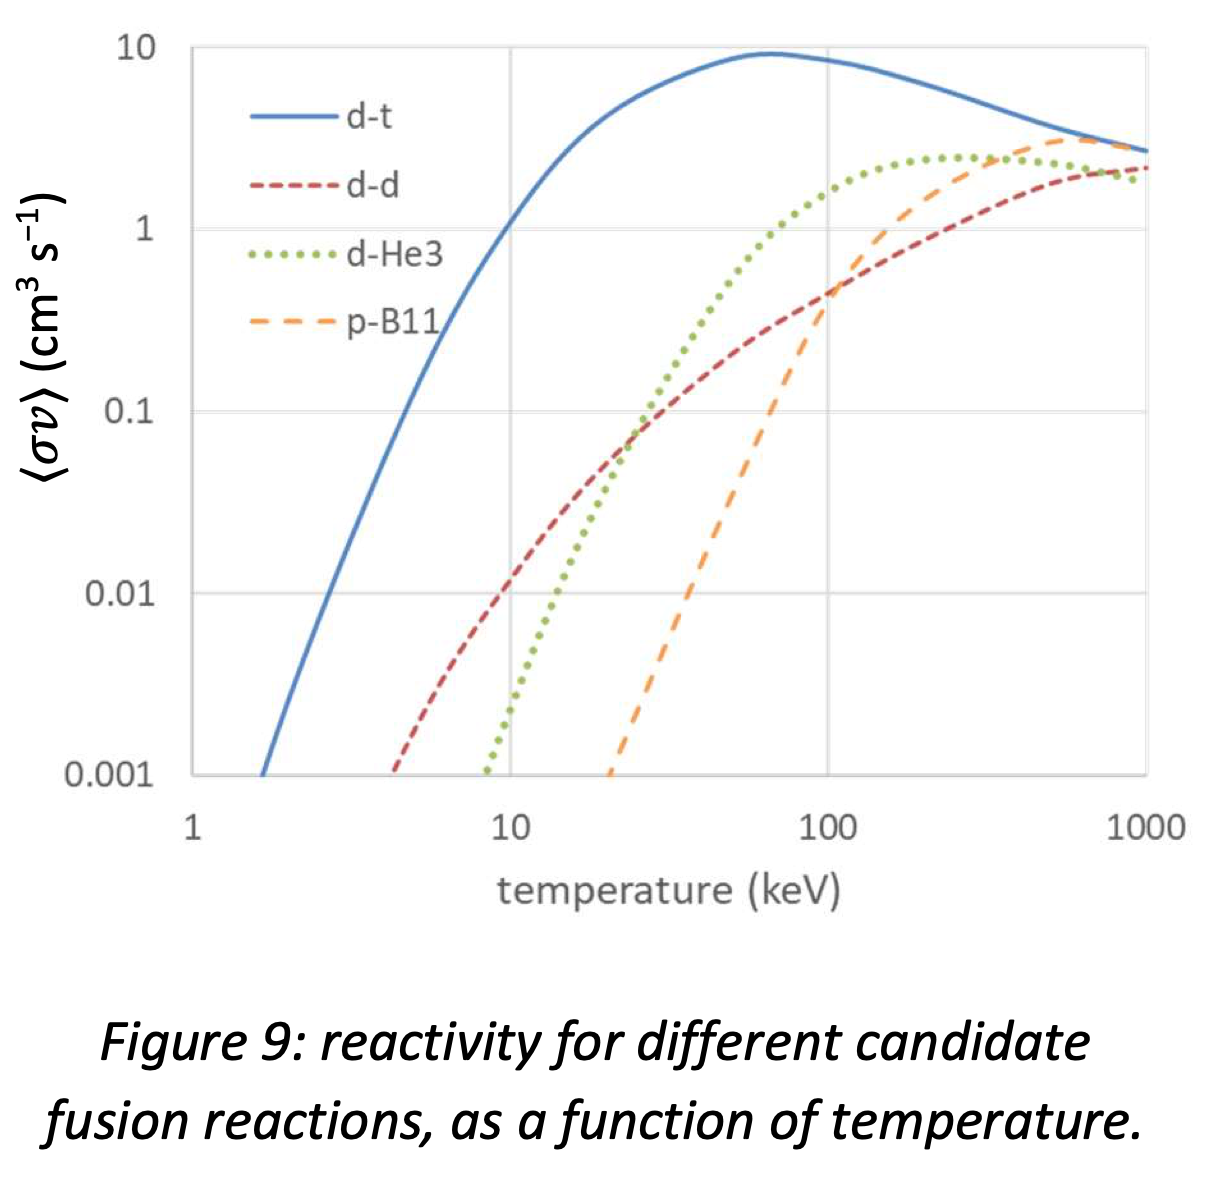 10
1
0.1
0.01
0.001
⟨σv⟩ (cm³ s⁻¹)
d-t
d-d
d-He3
p-B11
1 10 100 1000
temperature (keV)
Figure 9: reactivity for different candidate
fusion reactions, as a function of temperature.